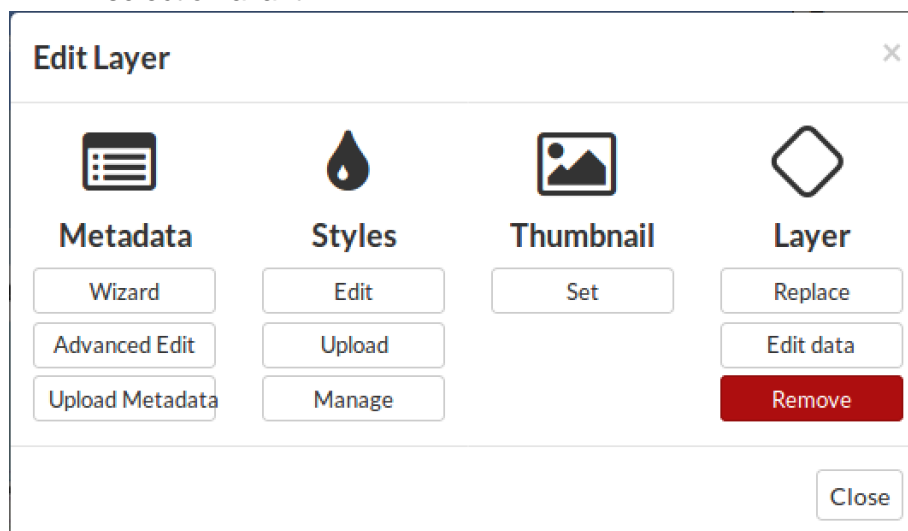 Edit Layer ×
Metadata Styles Thumbnail Layer
Wizard Edit Set Replace
Advanced Edit Upload Edit data
Upload Metadata Manage Remove
Close